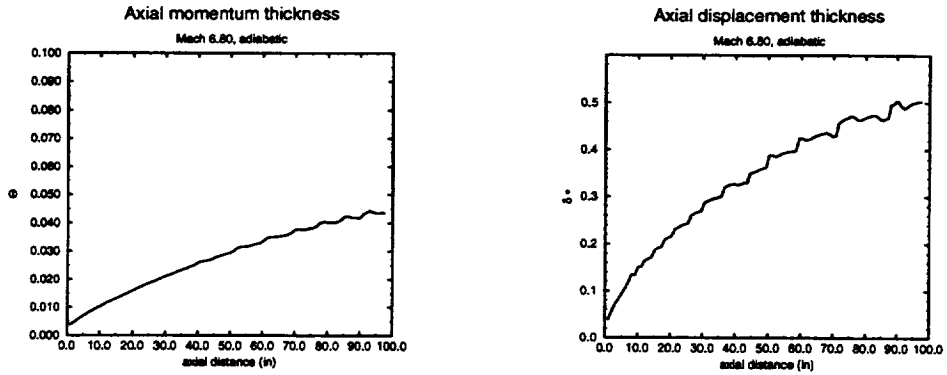 Axial momentum thickness
Mach 6.80, adiabatic
0.100
0.090
0.080
0.070
0.060
0.050
0.040
0.030
0.020
0.010
0.000
Θ
0.0 10.0 20.0 30.0 40.0 50.0 60.0 70.0 80.0 90.0 100.0
axial distance (in)
Axial displacement thickness
Mach 6.80, adiabatic
0.5
0.4
0.3
0.2
0.1
0.0
δ*
0.0 10.0 20.0 30.0 40.0 50.0 60.0 70.0 80.0 90.0 100.0
axial distance (in)